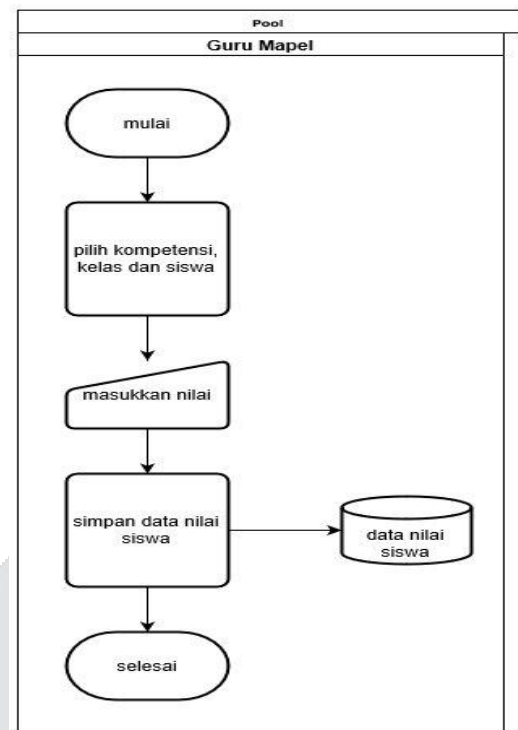 Pool
Guru Mapel
mulai
pilih kompetensi,
kelas dan siswa
masukkan nilai
simpan data nilai
siswa
data nilai
siswa
selesai